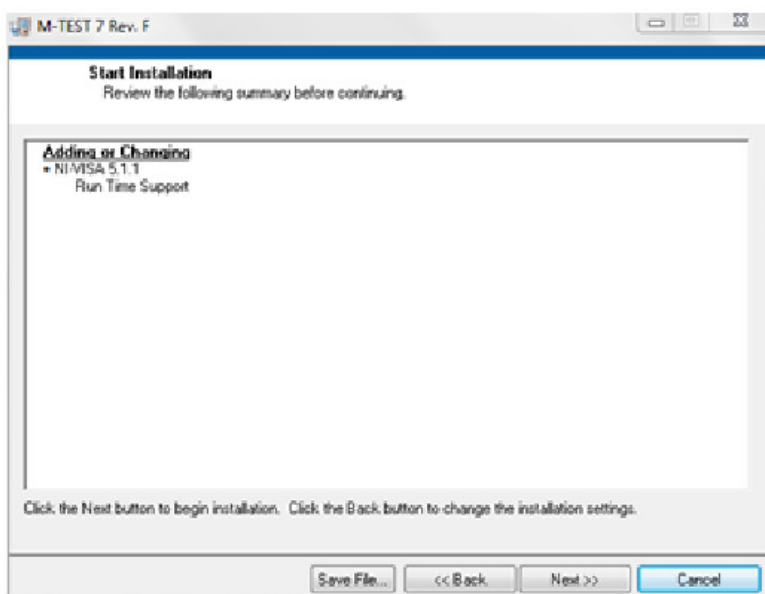 M-TEST 7 Rev. F
Start Installation
Review the following summary before continuing.
Adding or Changing
• NI-VISA 5.1.1
Run Time Support
Click the Next button to begin installation. Click the Back button to change the installation settings.
Save File... << Back Next >> Cancel